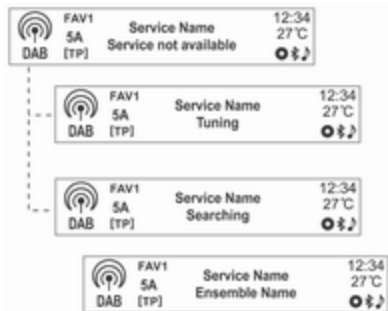 FAV1 12:34
Service Name
5A 27°C
Service not available
DAB [TP]
FAV1 12:34
Service Name
5A 27°C
Tuning
DAB [TP]
FAV1 12:34
Service Name
5A 27°C
Searching
DAB [TP]
FAV1 12:34
Service Name
5A 27°C
Ensemble Name
DAB [TP]